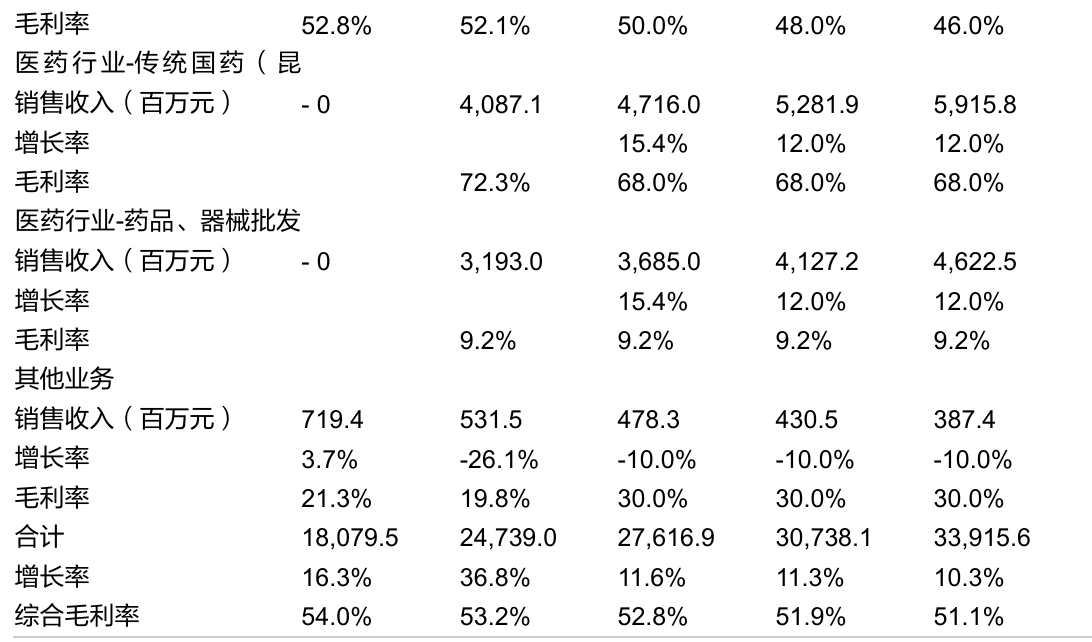 毛利率 52.8% 52.1% 50.0% 48.0% 46.0%
医药行业-传统国药（昆
销售收入（百万元） - 0 4,087.1 4,716.0 5,281.9 5,915.8
增长率 15.4% 12.0% 12.0%
毛利率 72.3% 68.0% 68.0% 68.0%
医药行业-药品、器械批发
销售收入（百万元） - 0 3,193.0 3,685.0 4,127.2 4,622.5
增长率 15.4% 12.0% 12.0%
毛利率 9.2% 9.2% 9.2% 9.2%
其他业务
销售收入（百万元） 719.4 531.5 478.3 430.5 387.4
增长率 3.7% -26.1% -10.0% -10.0% -10.0%
毛利率 21.3% 19.8% 30.0% 30.0% 30.0%
合计 18,079.5 24,739.0 27,616.9 30,738.1 33,915.6
增长率 16.3% 36.8% 11.6% 11.3% 10.3%
综合毛利率 54.0% 53.2% 52.8% 51.9% 51.1%